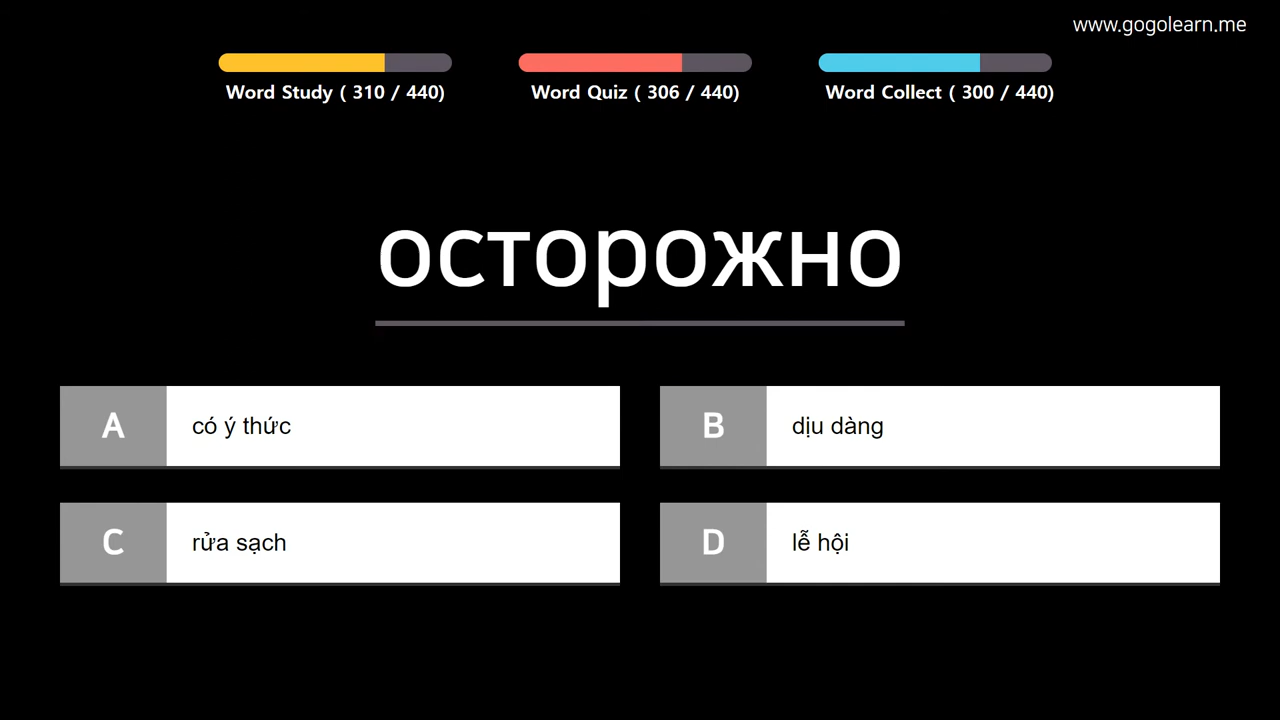 www.gogolearn.me
Word Study ( 310 / 440)
Word Quiz ( 306 / 440)
Word Collect ( 300 / 440)
осторожно
A
có ý thức
B
dịu dàng
C
rửa sạch
D
lễ hội